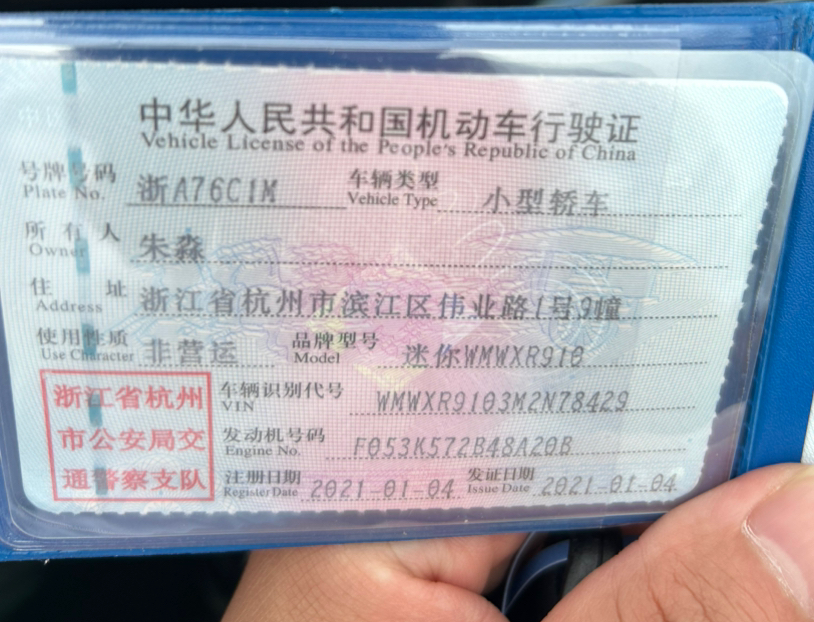 中华人民共和国机动车行驶证
Vehicle License of the People's Republic of China
号牌号码 浙A76C1M 车辆类型 小型轿车
Plate No. Vehicle Type
所有人 朱淼
Owner
住址 浙江省杭州市滨江区伟业路1号9幢
Address
使用性质 非营运 品牌型号 迷你WMWXR910
Use Character Model
浙江省杭州 车辆识别代号 WMWXR9103M2N78429
VIN
市公安局交 发动机号码 F053K572B48A20B
Engine No.
通警察支队 注册日期 2021-01-04 发证日期 2021-01-04
Register Date Issue Date